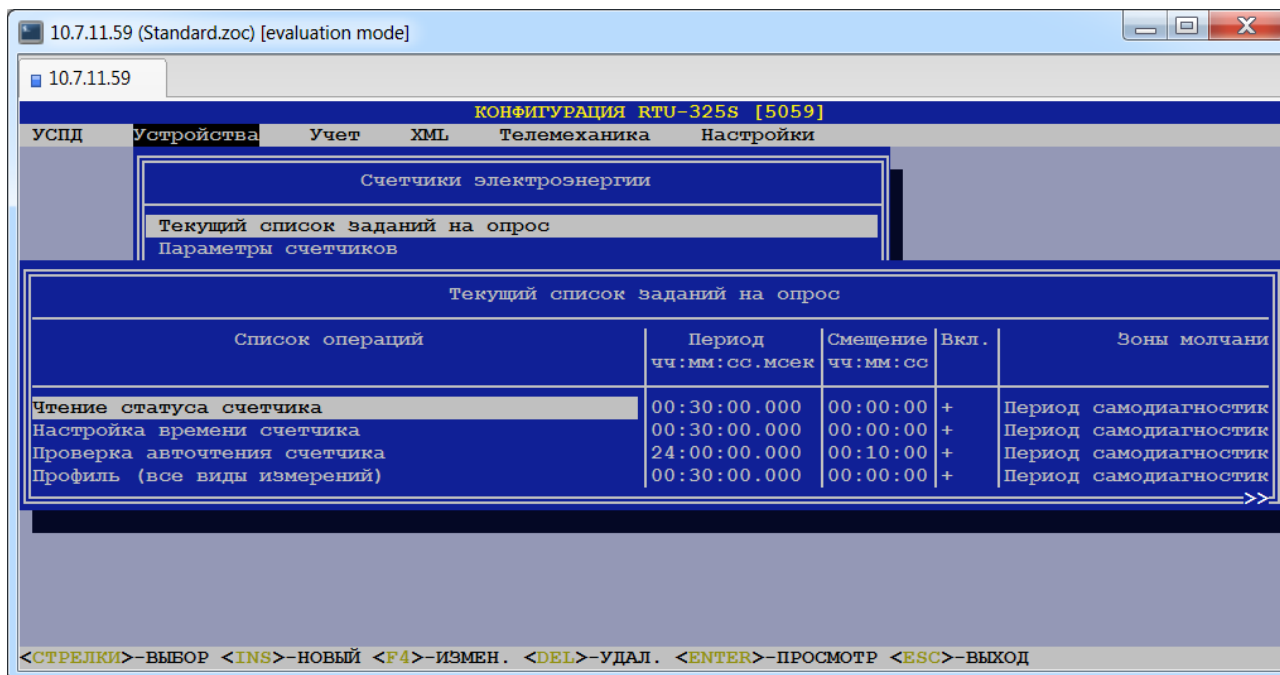 10.7.11.59 (Standard.zoc) [evaluation mode]
10.7.11.59
КОНФИГУРАЦИЯ RTU-325S [5059]
УСПД Устройства Учет XML Телемеханика Настройки
Счетчики электроэнергии
Текущий список заданий на опрос
Параметры счетчиков
Текущий список заданий на опрос
Список операций Период Смещение Вкл. Зоны молчани
чч:мм:сс.мсек чч:мм:сс
Чтение статуса счетчика 00:30:00.000 00:00:00 + Период самодиагностик
Настройка времени счетчика 00:30:00.000 00:00:00 + Период самодиагностик
Проверка авточтения счетчика 24:00:00.000 00:10:00 + Период самодиагностик
Профиль (все виды измерений) 00:30:00.000 00:00:00 + Период самодиагностик
>>
<СТРЕЛКИ>-ВЫБОР <INS>-НОВЫЙ <F4>-ИЗМЕН. <DEL>-УДАЛ. <ENTER>-ПРОСМОТР <ESC>-ВЫХОД